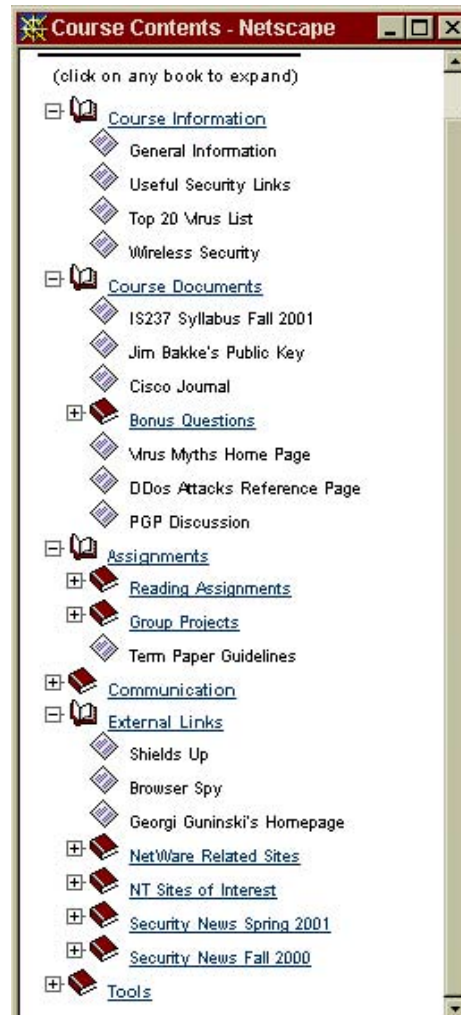 Course Contents - Netscape
(click on any book to expand)
Course Information
General Information
Useful Security Links
Top 20 Virus List
Wireless Security
Course Documents
IS237 Syllabus Fall 2001
Jim Bakke's Public Key
Cisco Journal
Bonus Questions
Virus Myths Home Page
DDos Attacks Reference Page
PGP Discussion
Assignments
Reading Assignments
Group Projects
Term Paper Guidelines
Communication
External Links
Shields Up
Browser Spy
Georgi Guninski's Homepage
NetWare Related Sites
NT Sites of Interest
Security News Spring 2001
Security News Fall 2000
Tools